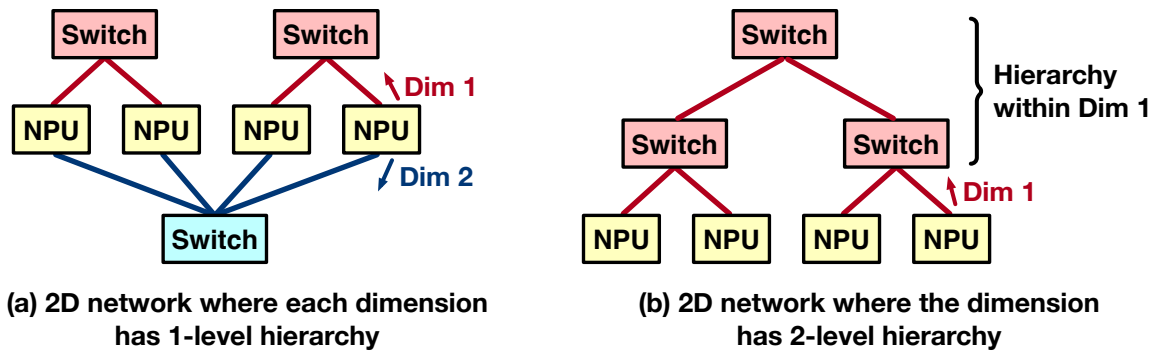 Switch
Switch
Dim 1
NPU
NPU
NPU
NPU
Dim 2
Switch
(a) 2D network where each dimension
has 1-level hierarchy
Switch
Hierarchy
within Dim 1
Switch
Switch
Dim 1
NPU
NPU
NPU
NPU
(b) 2D network where the dimension
has 2-level hierarchy